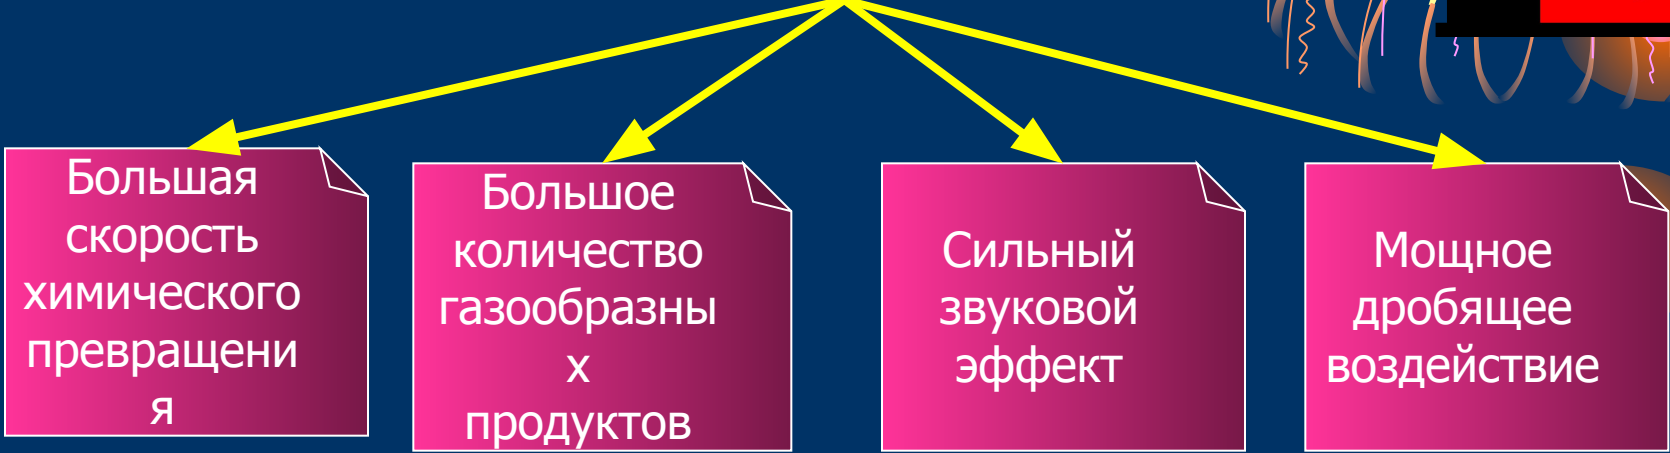 Большая
скорость
химического
превращени
я
Большое
количество
газообразны
х
продуктов
Сильный
звуковой
эффект
Мощное
дробящее
воздействие